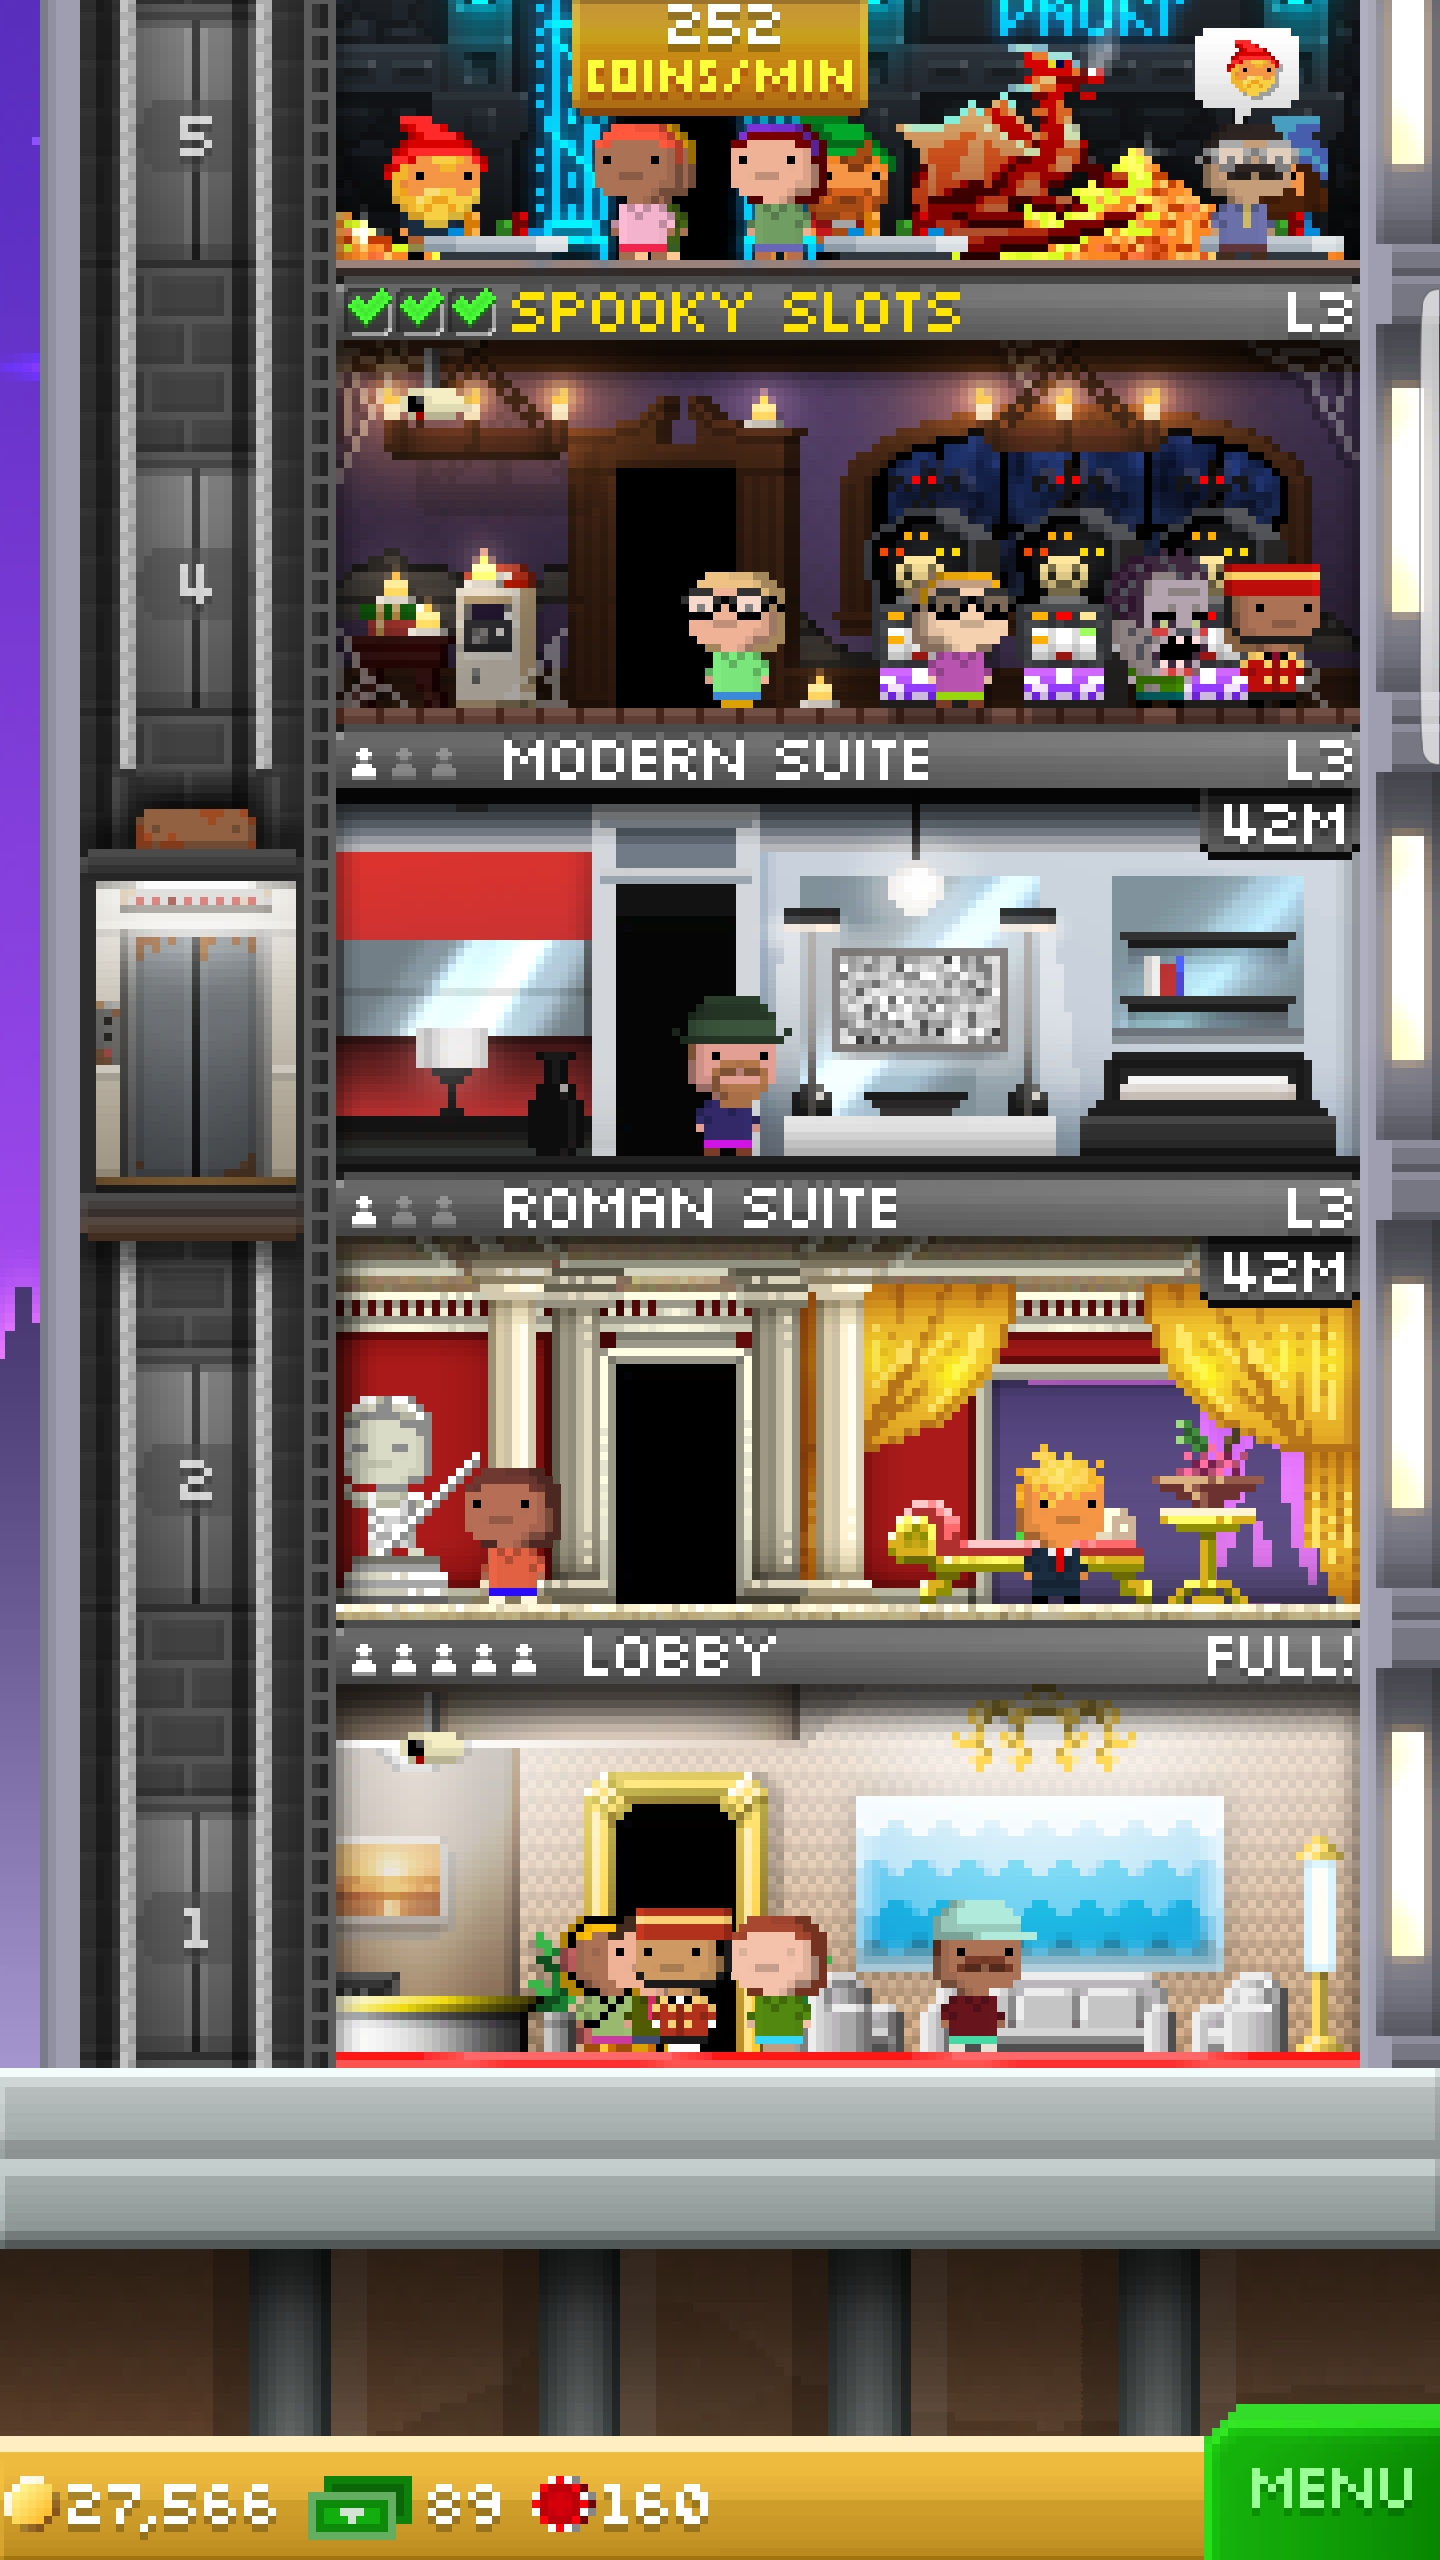 252
COINS/MIN
5
SPOOKY SLOTS L3
4
MODERN SUITE L3
42M
ROMAN SUITE L3
42M
2
LOBBY FULL!
1
27,566 89 160
MENU